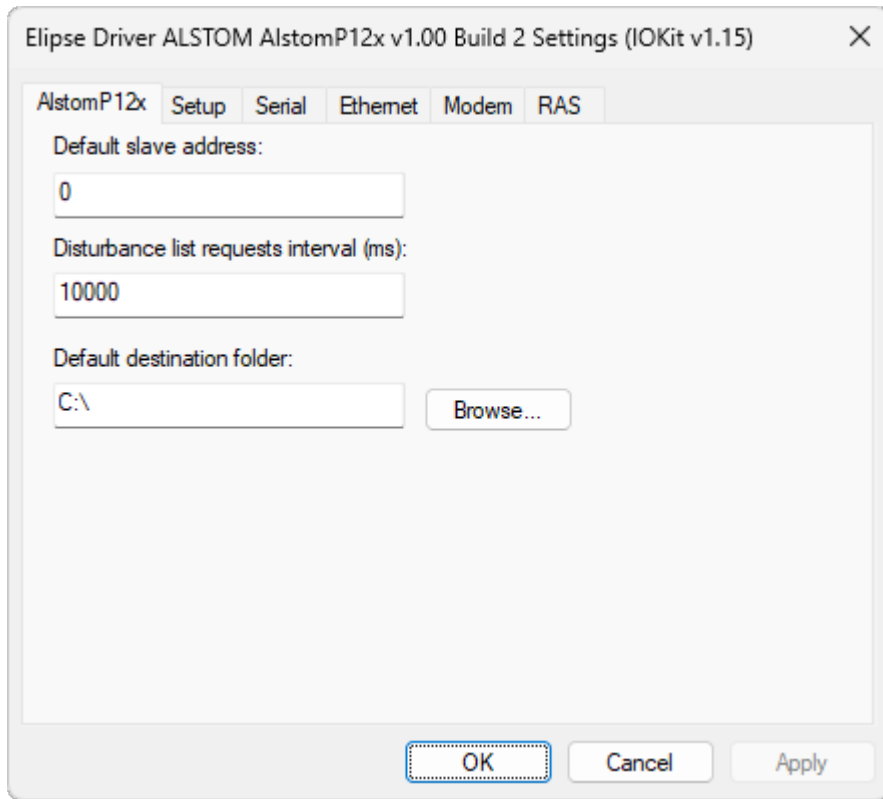 Elipse Driver ALSTOM AlstomP12x v1.00 Build 2 Settings (IOKit v1.15)
AlstomP12x Setup Serial Ethernet Modem RAS
Default slave address:
0
Disturbance list requests interval (ms):
10000
Default destination folder:
C:\
Browse...
OK Cancel Apply